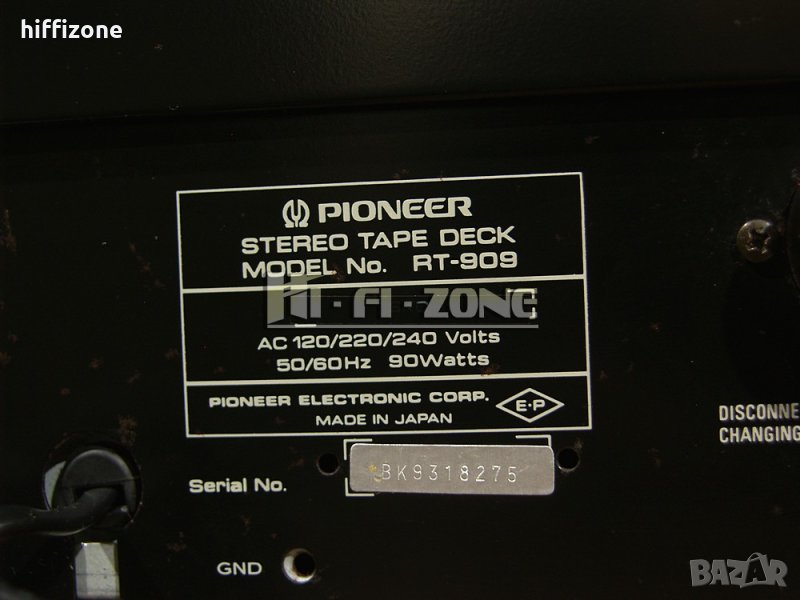 hiffizone
PIONEER
STEREO TAPE DECK
MODEL No. RT-909
Hi-Fi-ZONE
AC 120/220/240 Volts
50/60Hz 90Watts
PIONEER ELECTRONIC CORP.
E·P
MADE IN JAPAN
DISCONNE
CHANGING
Serial No. BK9318275
GND
BAZAR